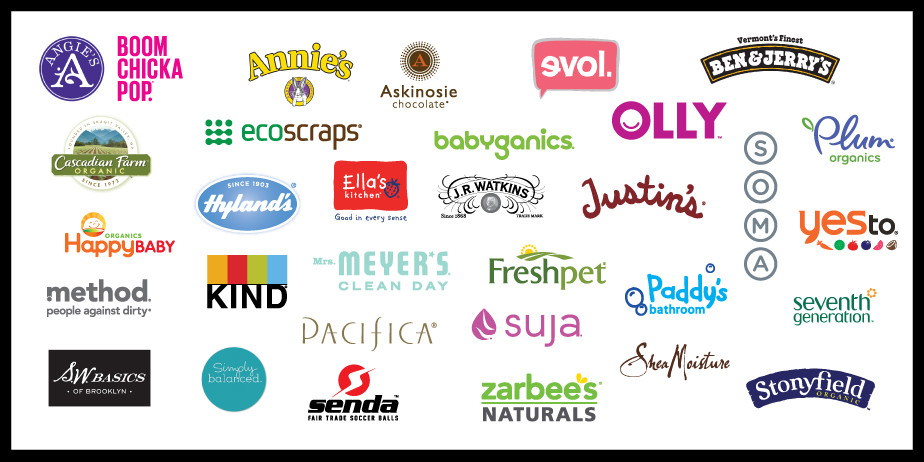 ANGIE'S
A
BOOM
CHICKA
POP.
Annie's
A
Askinosie
chocolate
evol.
Vermont's Finest
BEN & JERRY'S
Cascadian Farm
ORGANIC
SINCE 1972
ecoscraps
babyganics
OLLY
Plum
organics
SINCE 1903
Hyland's
Ella's
kitchen
Good in every sense
J.R. WATKINS
Since 1868
TRADE MARK
Justin's
SOMA
yes to.
ORGANICS
HAPPYBABY
method.
people against dirty
KIND
Mrs. MEYER'S
CLEAN DAY
Freshpet
Paddy's
bathroom
seventh
generation
PACIFICA
suja
SheaMoisture
SW BASICS
OF BROOKLYN
Simply
balanced.
senda
FAIR TRADE SOCCER BALLS
zarbee's
NATURALS
Stonyfield
ORGANIC